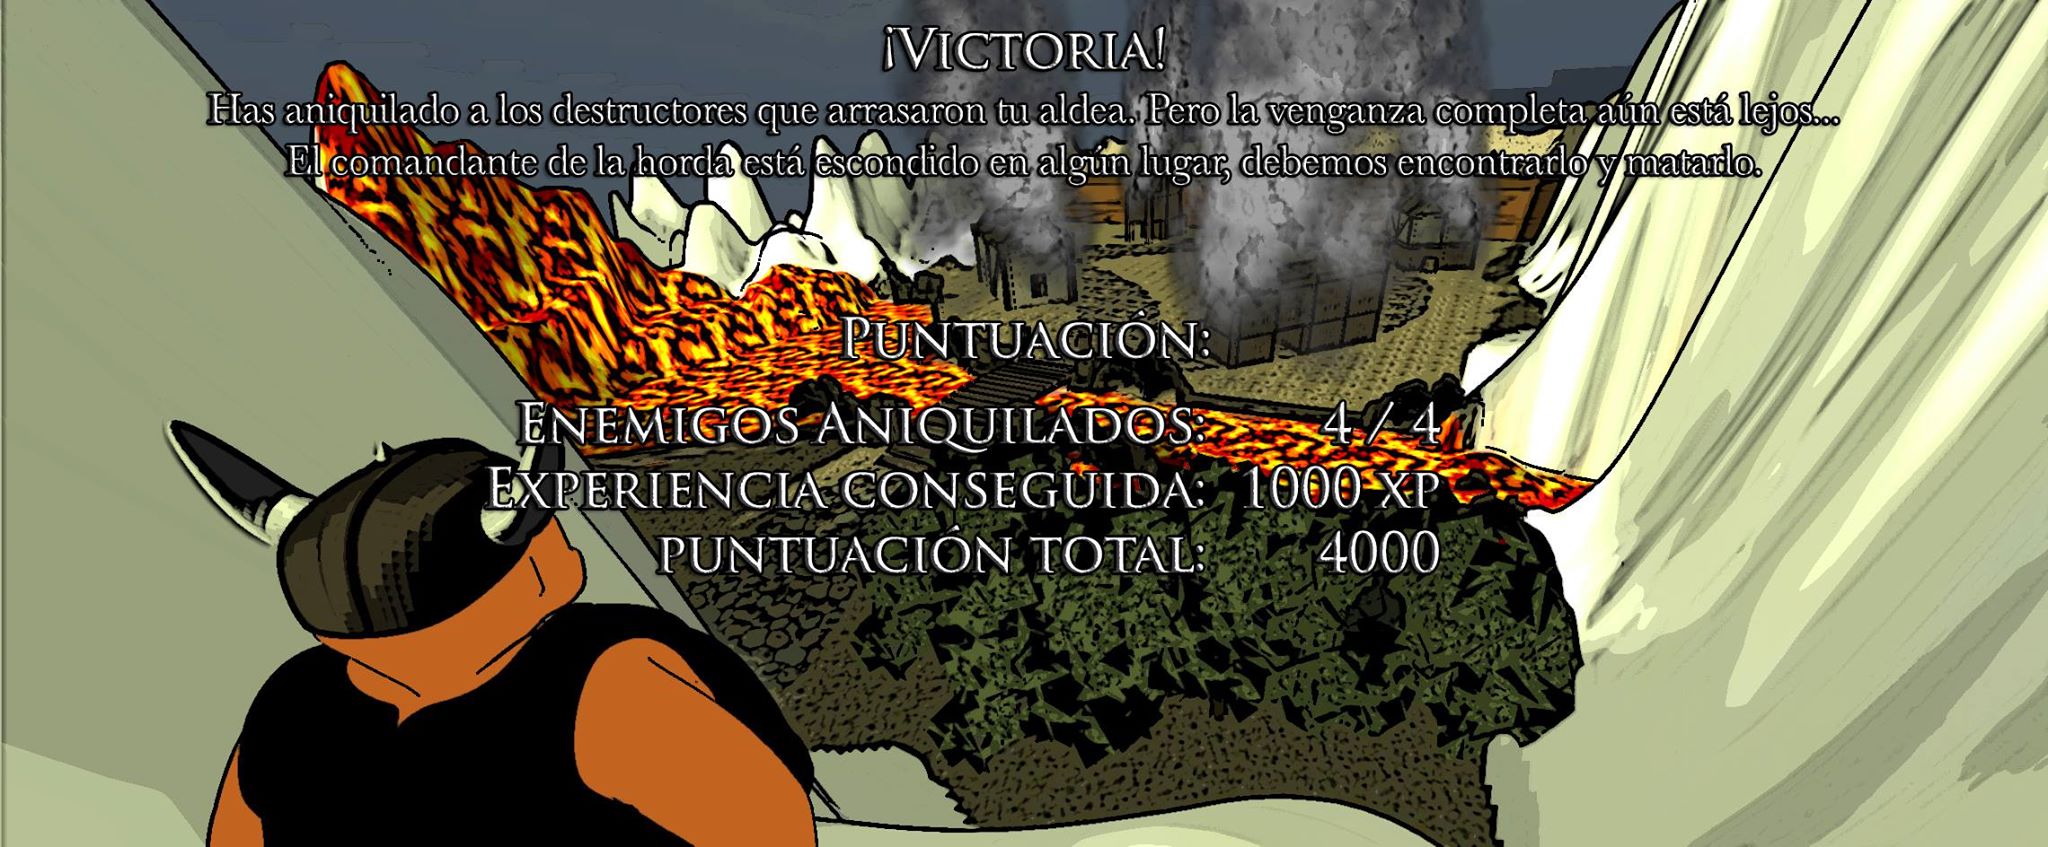 ¡Victoria!
Has aniquilado a los destructores que arrasaron tu aldea. Pero la venganza completa aún está lejos...
El comandante de la horda está escondido en algún lugar, debemos encontrarlo y matarlo.
Puntuación:
Enemigos Aniquilados: 4 / 4
Experiencia conseguida: 1000 xp
puntuación total: 4000